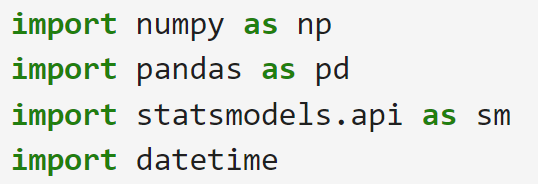 import numpy as np
import pandas as pd
import statsmodels.api as sm
import datetime